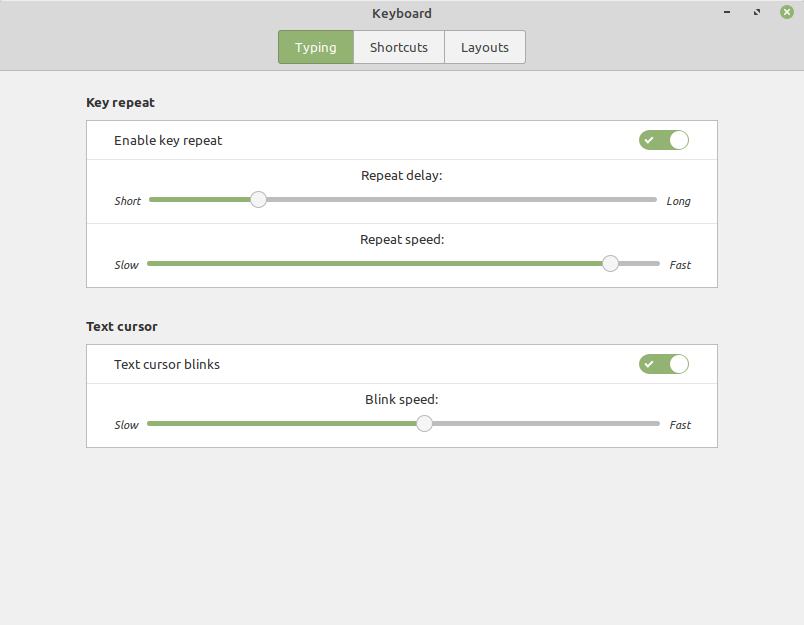 Keyboard
Typing Shortcuts Layouts
Key repeat
Enable key repeat
Repeat delay:
Short Long
Repeat speed:
Slow Fast
Text cursor
Text cursor blinks
Blink speed:
Slow Fast